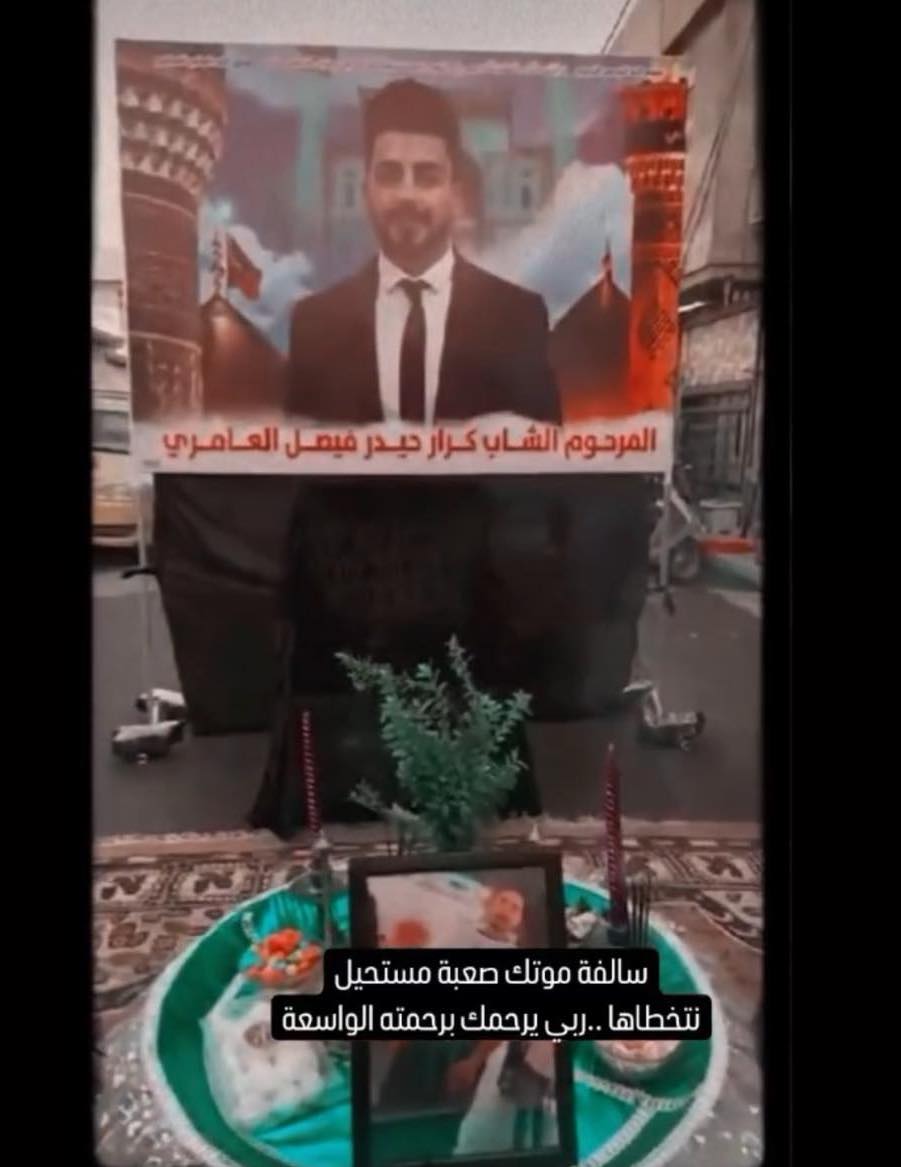 المرحوم الشاب كرار حيدر فيصل العامري
سالفة موتك صعبة مستحيل
نتخطاها ..ربي يرحمك برحمته الواسعة